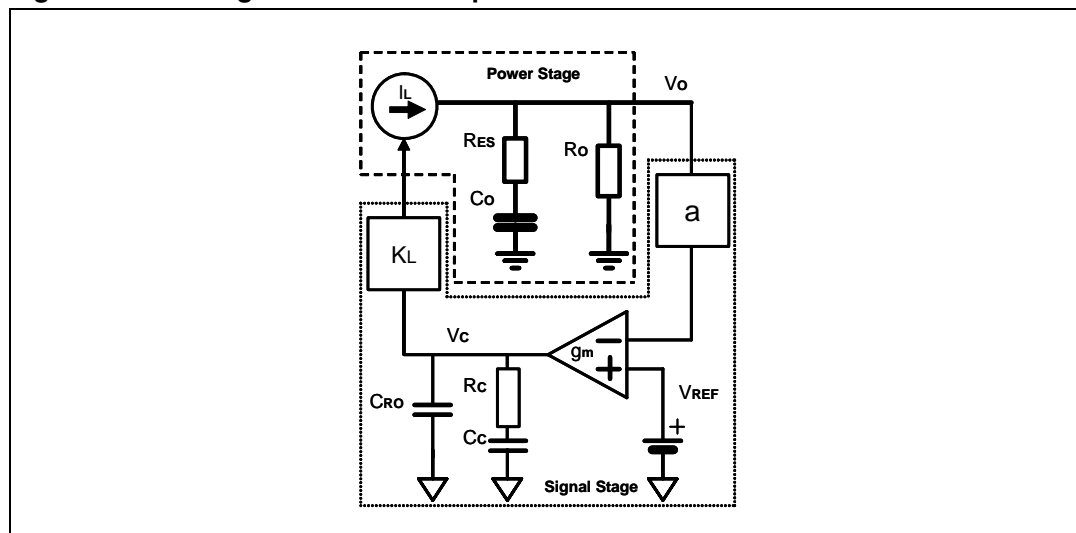 Power Stage
VO
IL
RES
RO
CO
a
KL
VC
gm
RC
CRO
VREF
CC
+
Signal Stage